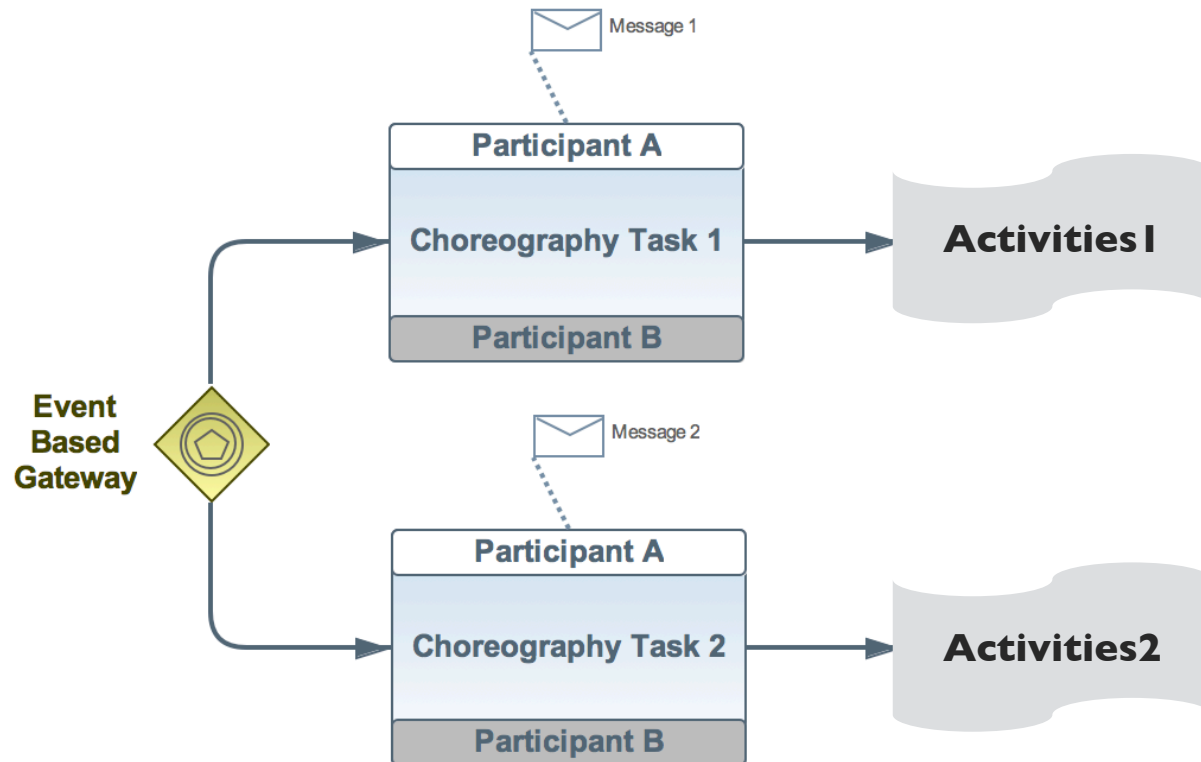 Message 1
Participant A
Choreography Task 1
Participant B
Activities1
Event
Based
Gateway
Message 2
Participant A
Choreography Task 2
Participant B
Activities2